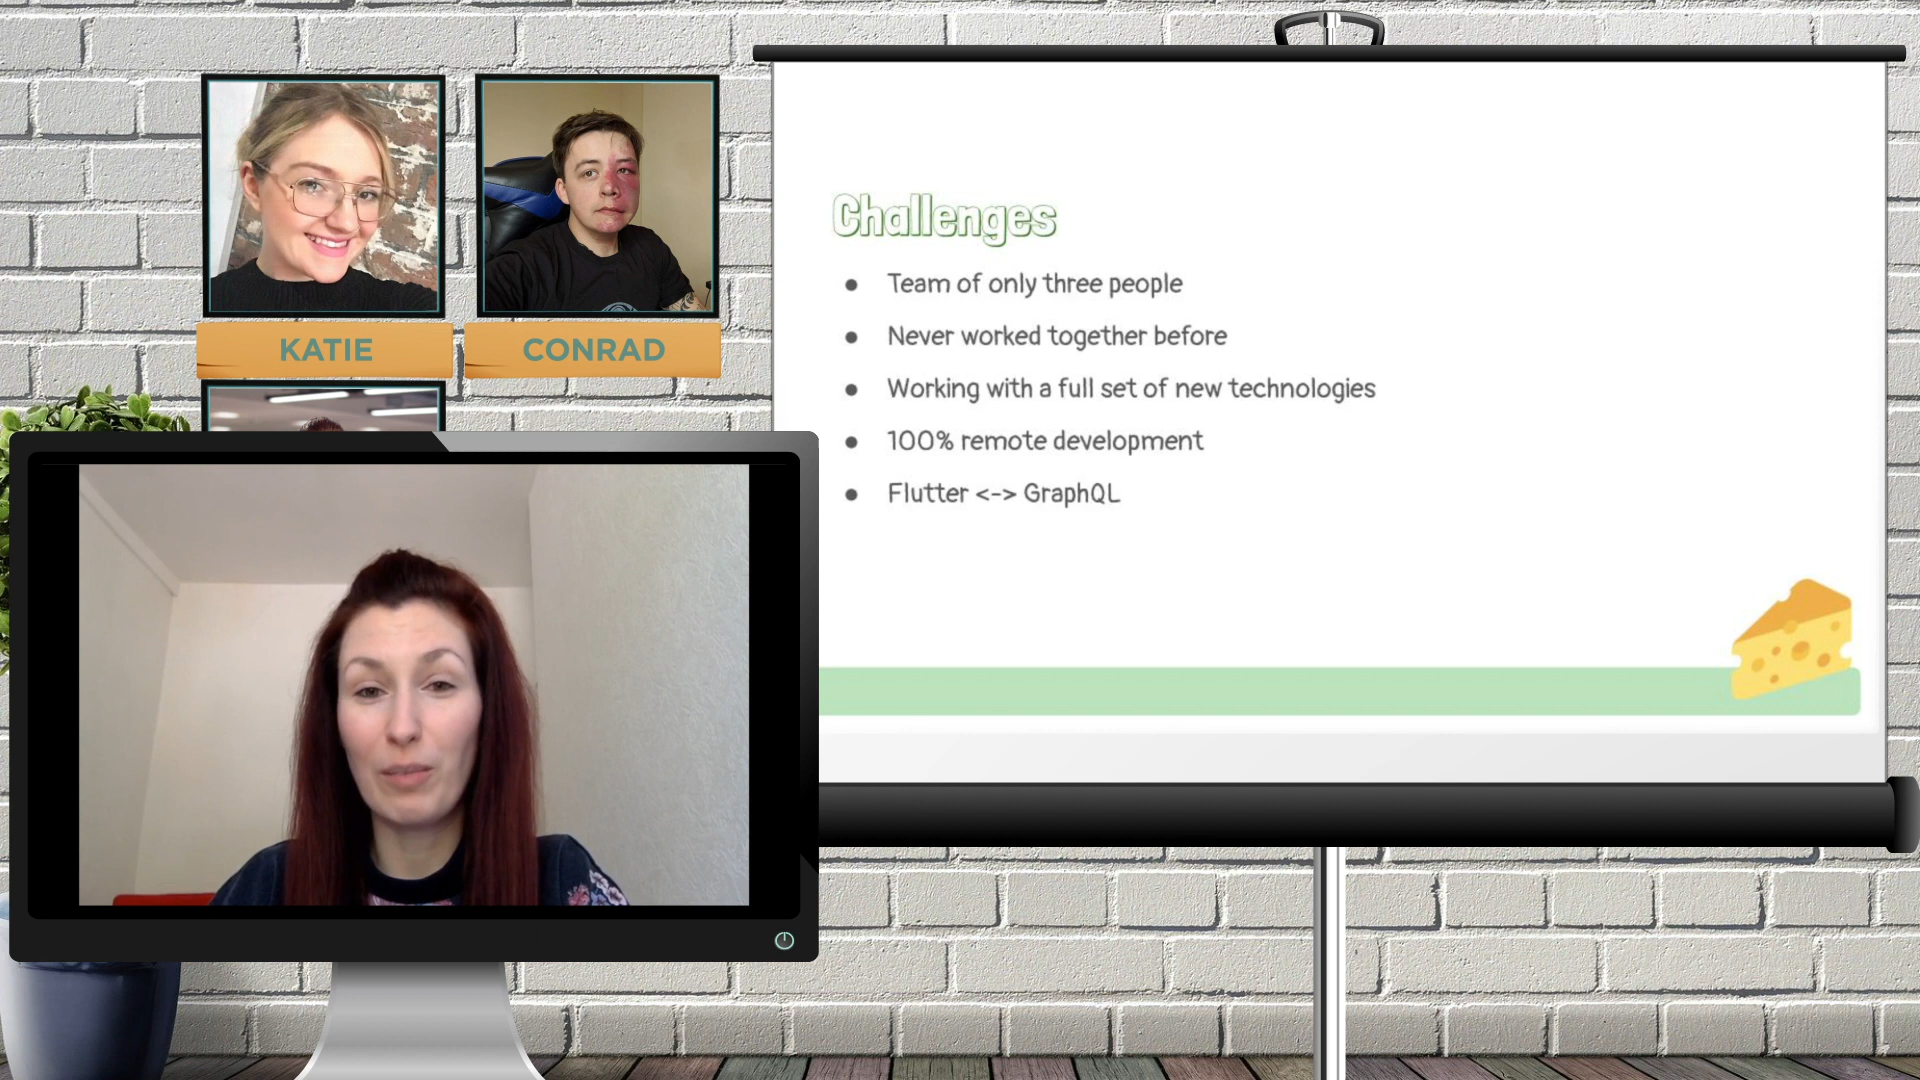 KATIE
CONRAD
Challenges
Team of only three people
Never worked together before
Working with a full set of new technologies
100% remote development
Flutter <-> GraphQL